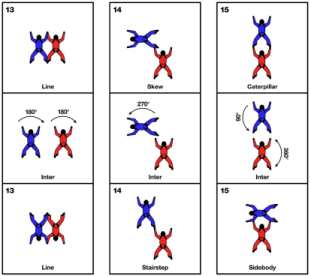 13
14
15
Line
Skew
Caterpillar
180°
180°
270°
90°
360°
Inter
Inter
Inter
13
14
15
Line
Stairstep
Sidebody